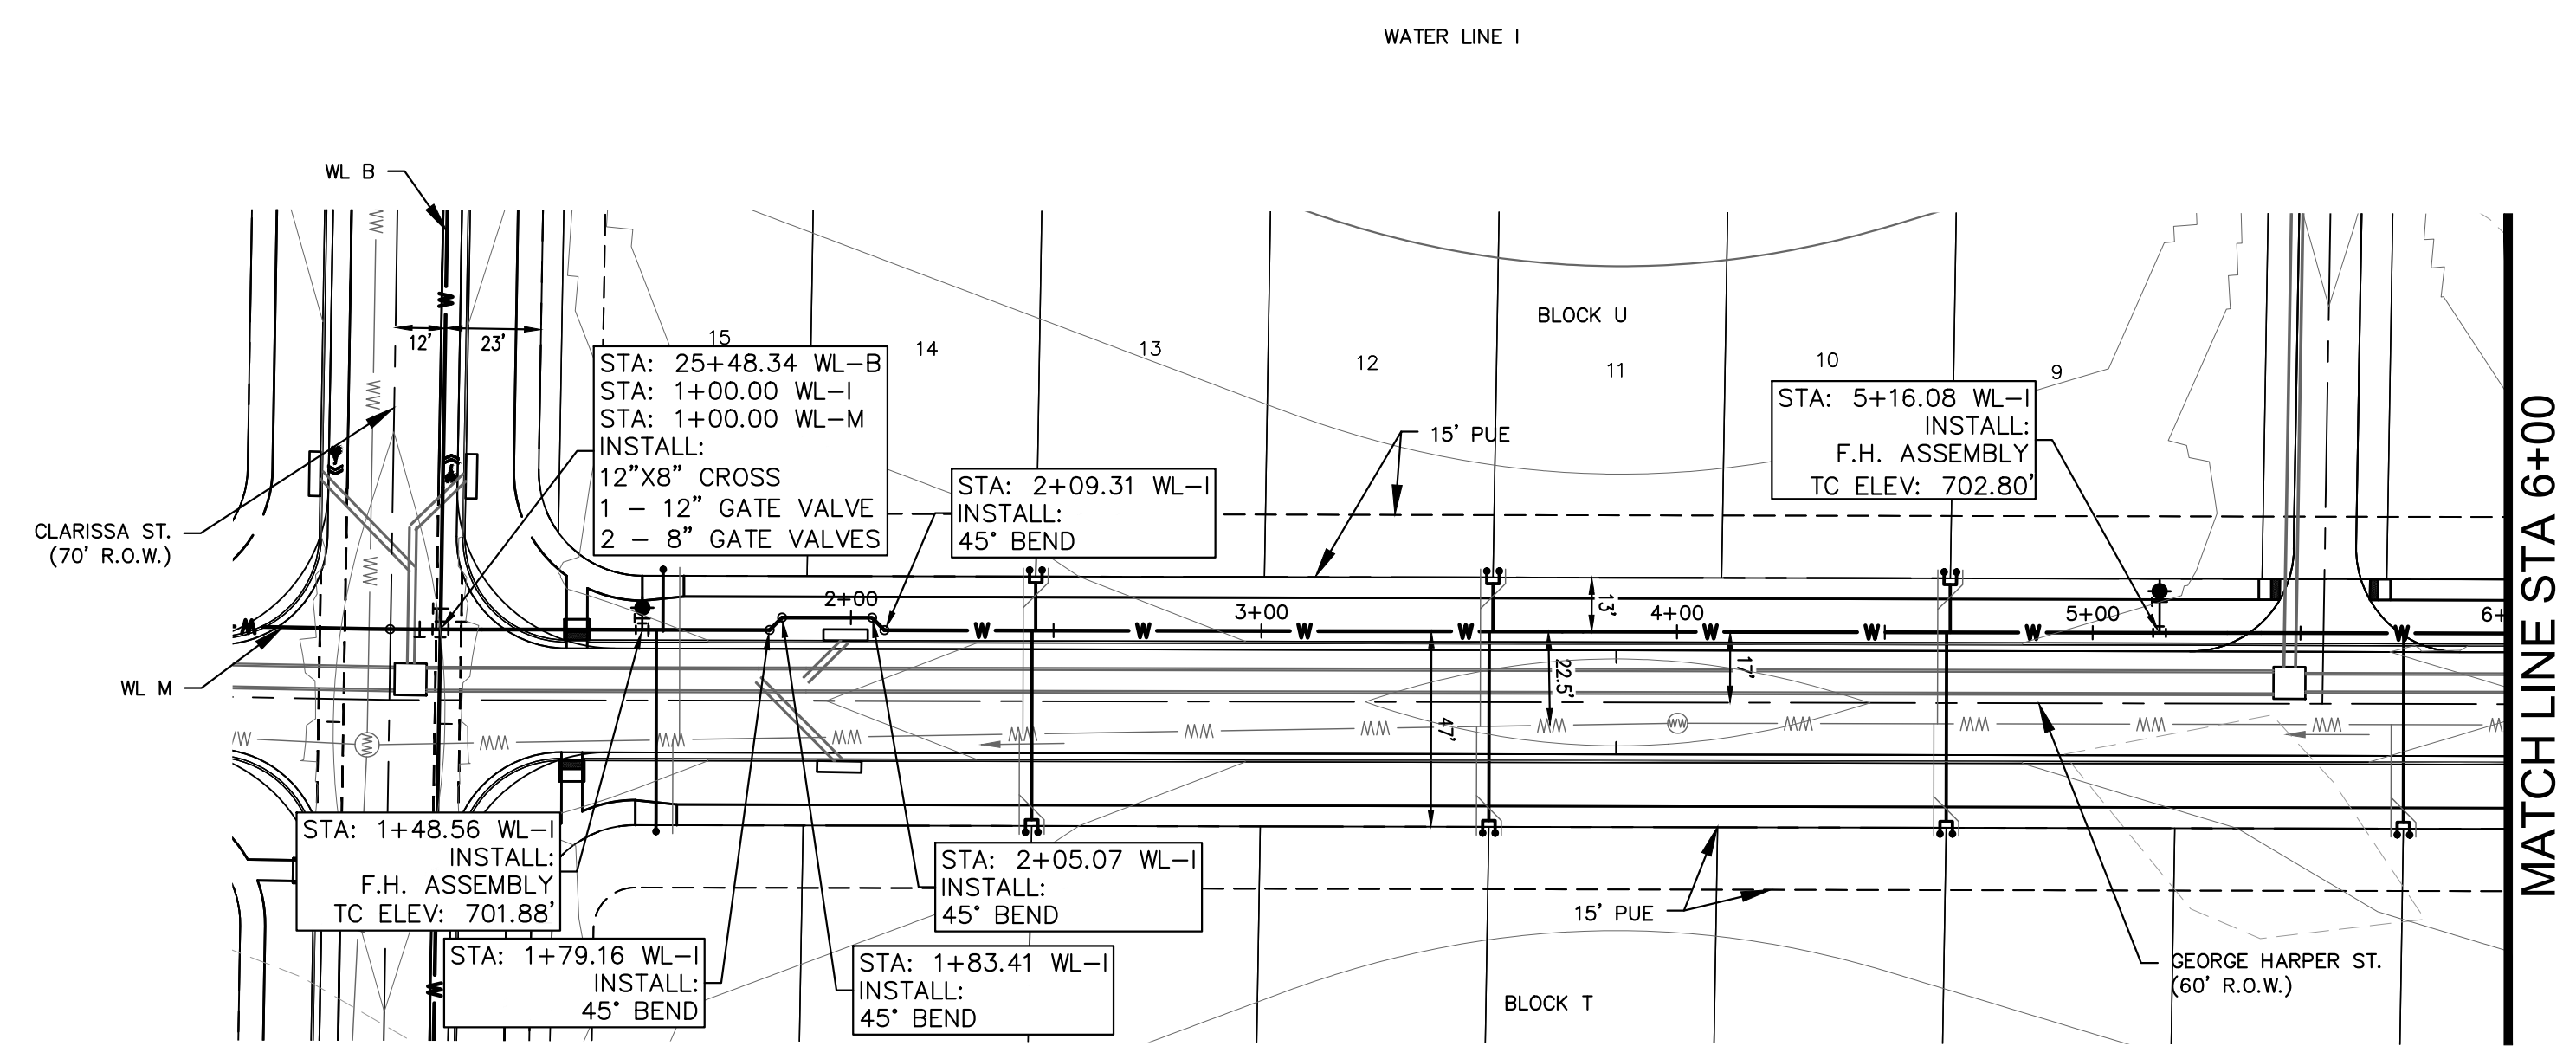 WATER LINE I
WL B
12'
23'
15
14
13
12
11
10
9
BLOCK U
STA: 25+48.34 WL-B
STA: 1+00.00 WL-I
STA: 1+00.00 WL-M
INSTALL:
12"X8" CROSS
1 - 12" GATE VALVE
2 - 8" GATE VALVES
STA: 2+09.31 WL-I
INSTALL:
45° BEND
15' PUE
STA: 5+16.08 WL-I
INSTALL:
F.H. ASSEMBLY
TC ELEV: 702.80'
CLARISSA ST.
(70' R.O.W.)
2+00
3+00
4+00
5+00
6+
13'
W W W W W W W W W
W
W
WL M
22.5'
17'
47'
WW
STA: 1+48.56 WL-I
INSTALL:
F.H. ASSEMBLY
TC ELEV: 701.88'
STA: 2+05.07 WL-I
INSTALL:
45° BEND
STA: 1+79.16 WL-I
INSTALL:
45° BEND
STA: 1+83.41 WL-I
INSTALL:
45° BEND
15' PUE
BLOCK T
GEORGE HARPER ST.
(60' R.O.W.)
MATCH LINE STA 6+00